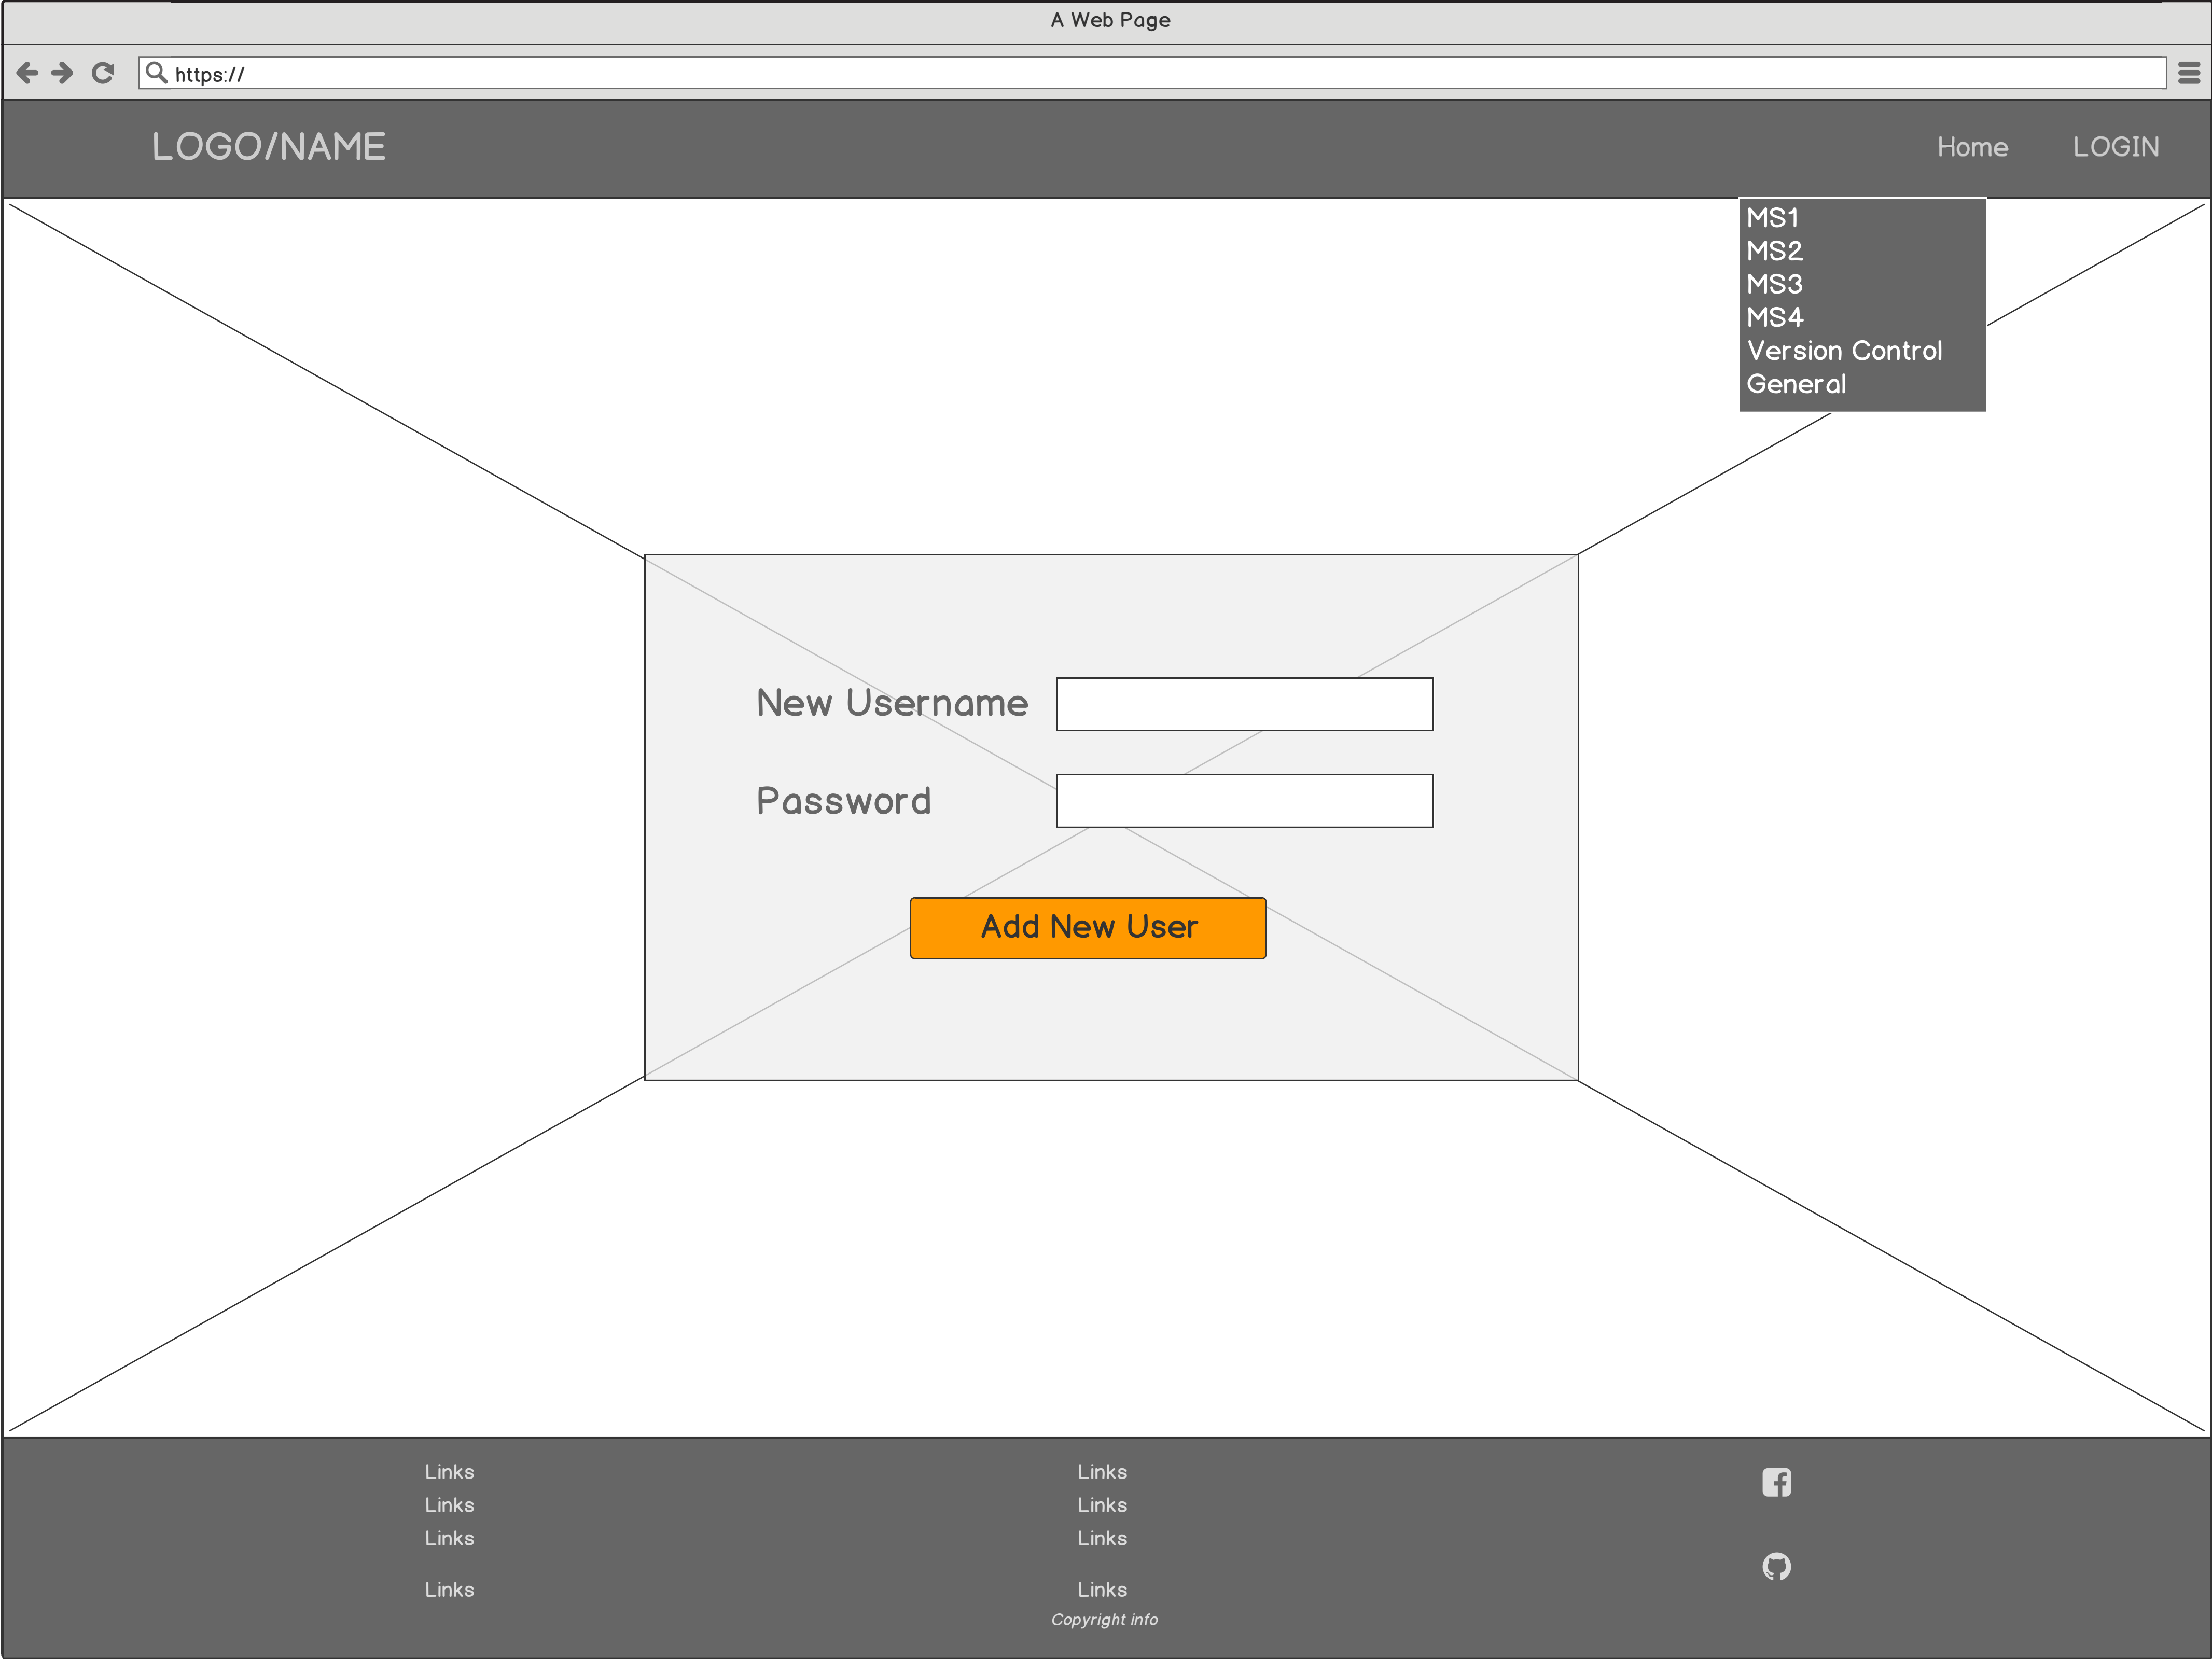 A Web Page
https://
LOGO/NAME
Home
LOGIN
MS1
MS2
MS3
MS4
Version Control
General
New Username
Password
Add New User
Links
Links
Links
Links
Links
Links
Links
Links
Copyright info